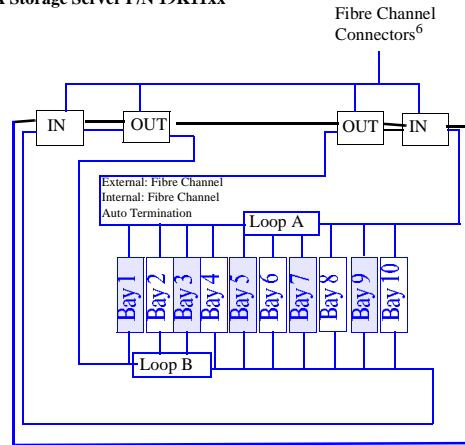 Storage Server P/N 19K11xx
Fibre Channel
Connectors6
IN
OUT
OUT
IN
External: Fibre Channel
Internal: Fibre Channel
Auto Termination
Loop A
Bay 1
Bay 2
Bay 3
Bay 4
Bay 5
Bay 6
Bay 7
Bay 8
Bay 9
Bay 10
Loop B